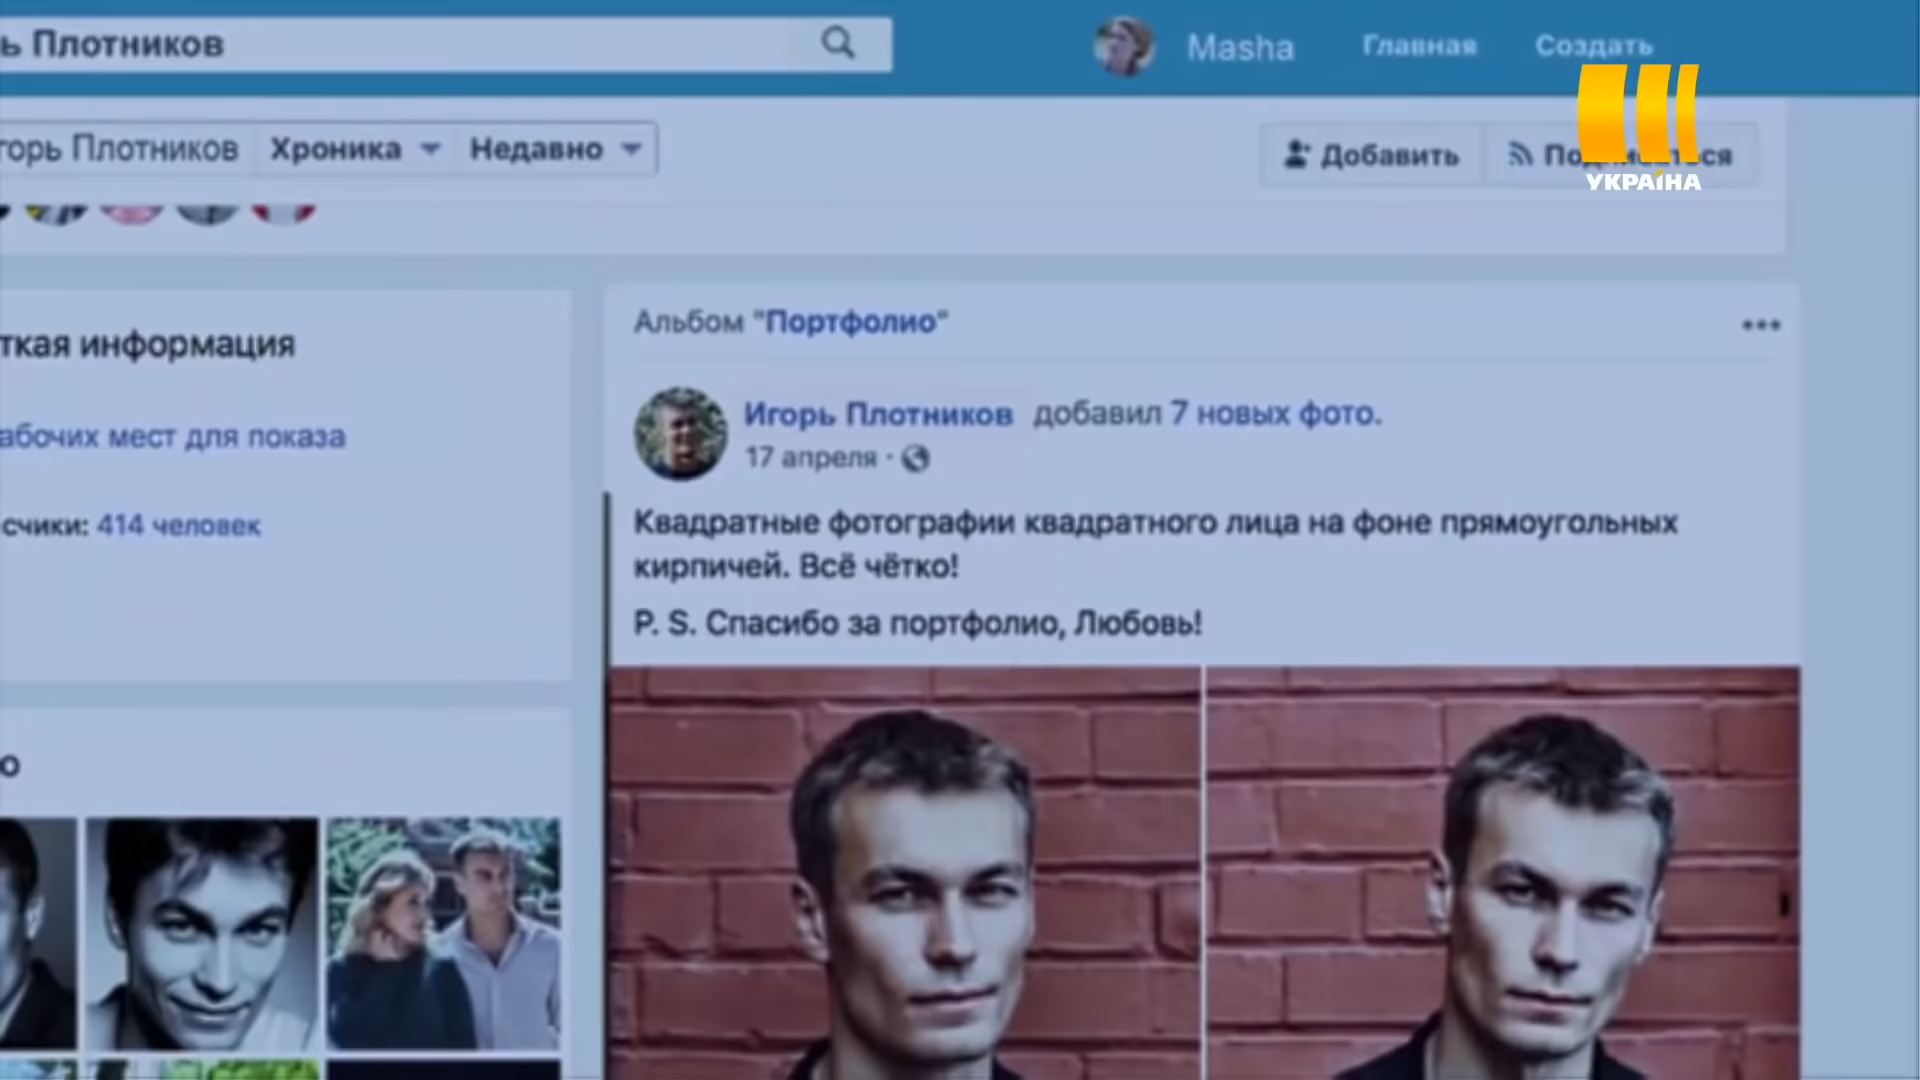 ь Плотников
Masha
Главная
Создать
горь Плотников
Хроника
Недавно
Добавить
УКРАЇНА
ткая информация
абочих мест для показа
счики: 414 человек
о
Альбом "Портфолио"
Игорь Плотников добавил 7 новых фото.
17 апреля ·
Квадратные фотографии квадратного лица на фоне прямоугольных
кирпичей. Всё чётко!
P. S. Спасибо за портфолио, Любовь!